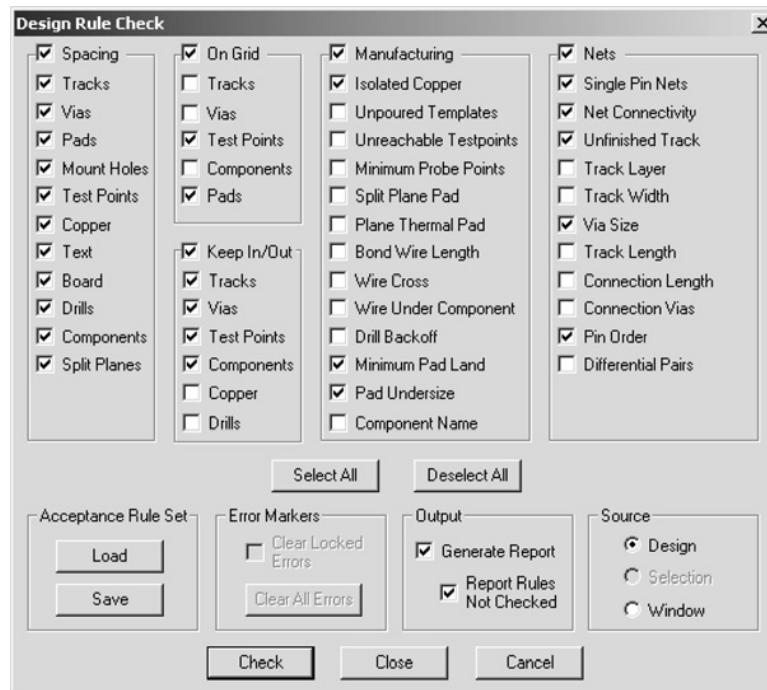 Design Rule Check
Spacing
Tracks
Vias
Pads
Mount Holes
Test Points
Copper
Text
Board
Drills
Components
Split Planes
On Grid
Tracks
Vias
Test Points
Components
Pads
Keep In/Out
Tracks
Vias
Test Points
Components
Copper
Drills
Manufacturing
Isolated Copper
Unpoured Templates
Unreachable Testpoints
Minimum Probe Points
Split Plane Pad
Plane Thermal Pad
Bond Wire Length
Wire Cross
Wire Under Component
Drill Backoff
Minimum Pad Land
Pad Undersize
Component Name
Nets
Single Pin Nets
Net Connectivity
Unfinished Track
Track Layer
Track Width
Via Size
Track Length
Connection Length
Connection Vias
Pin Order
Differential Pairs
Select All
Deselect All
Acceptance Rule Set
Load
Save
Error Markers
Clear Locked
Errors
Clear All Errors
Output
Generate Report
Report Rules
Not Checked
Source
Design
Selection
Window
Check
Close
Cancel